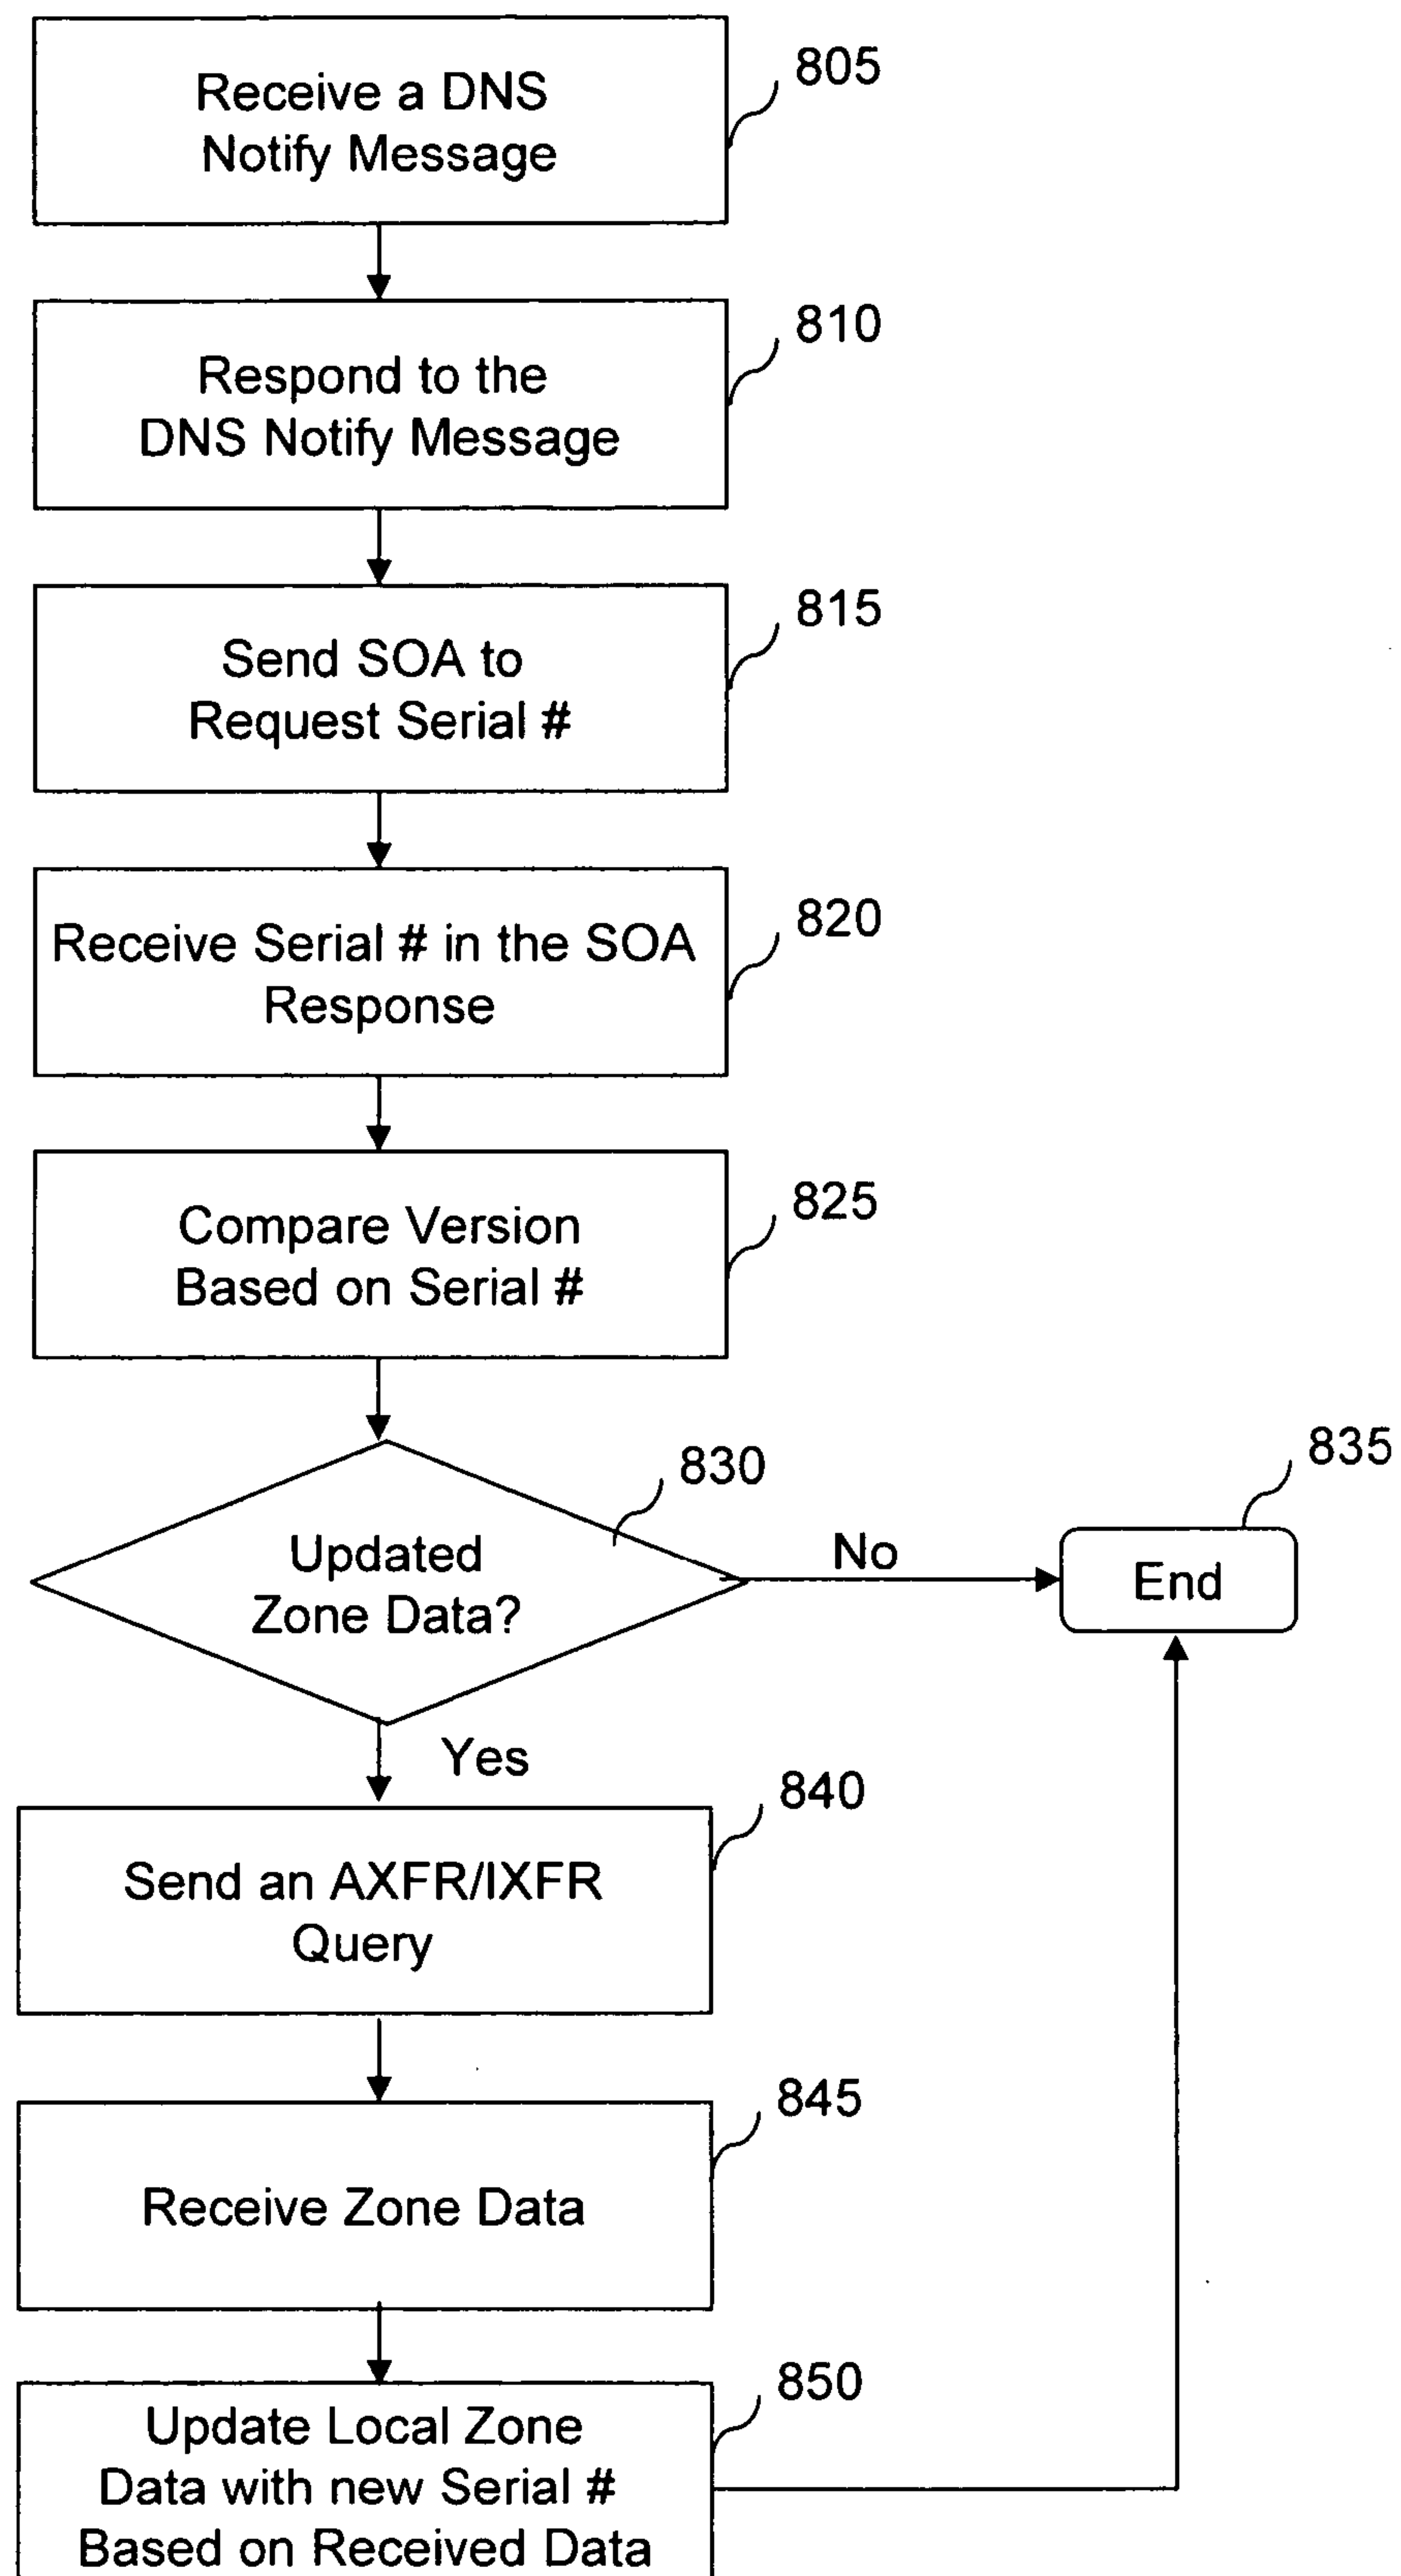 805
Receive a DNS
Notify Message
810
Respond to the
DNS Notify Message
815
Send SOA to
Request Serial #
820
Receive Serial # in the SOA
Response
825
Compare Version
Based on Serial #
830
835
Updated
Zone Data?
No
End
Yes
840
Send an AXFR/IXFR
Query
845
Receive Zone Data
850
Update Local Zone
Data with new Serial #
Based on Received Data